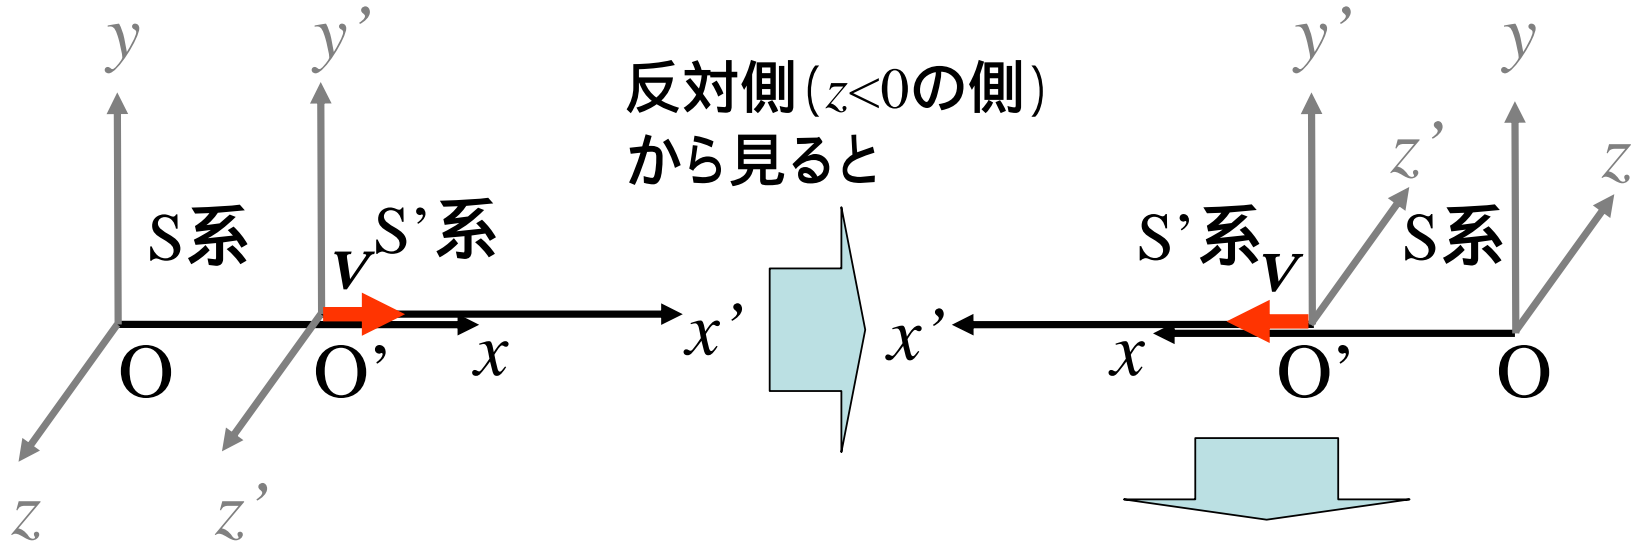 y
y’
S系
S’系
V
O
O’
x
x’
z
z’
反対側(z<0の側)
から見ると
y’
y
z’
z
S’系
S系
V
x’
x
O’
O